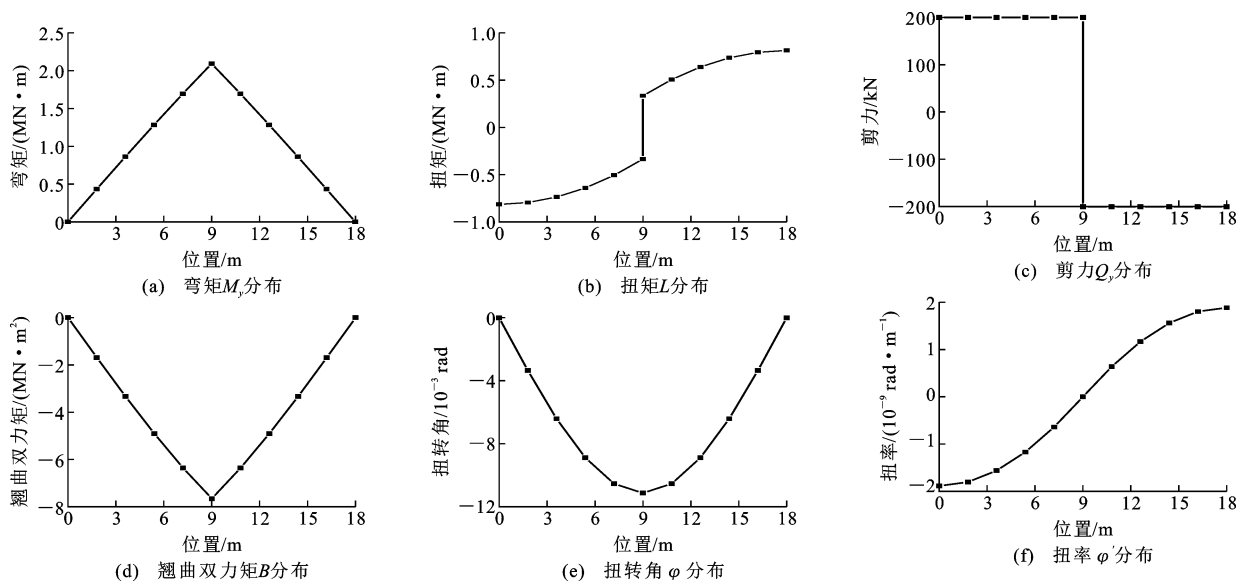 弯矩/(MN·m)
2.5
2.0
1.5
1.0
0.5
0
3 6 9 12 15 18
位置/m
(a) 弯矩My分布
扭矩/(MN·m)
1.0
0.5
0
−0.5
−1.0
0 3 6 9 12 15 18
位置/m
(b) 扭矩L分布
剪力/kN
200
100
0
−100
−200
0 3 6 9 12 15 18
位置/m
(c) 剪力Qy分布
翘曲双力矩/(MN·m²)
0
−2
−4
−6
−8
0 3 6 9 12 15 18
位置/m
(d) 翘曲双力矩B分布
扭转角/10⁻³ rad
0
−4
−8
−12
0 3 6 9 12 15 18
位置/m
(e) 扭转角 φ 分布
扭率/(10⁻⁹ rad·m⁻¹)
2
1
0
−1
−2
0 3 6 9 12 15 18
位置/m
(f) 扭率 φ′分布